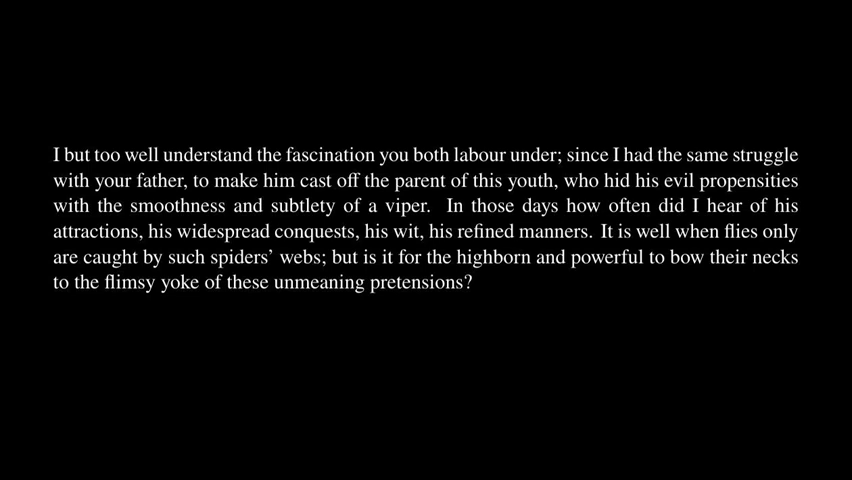 I but too well understand the fascination you both labour under; since I had the same struggle
with your father, to make him cast off the parent of this youth, who hid his evil propensities
with the smoothness and subtlety of a viper. In those days how often did I hear of his
attractions, his widespread conquests, his wit, his refined manners. It is well when flies only
are caught by such spiders’ webs; but is it for the highborn and powerful to bow their necks
to the flimsy yoke of these unmeaning pretensions?